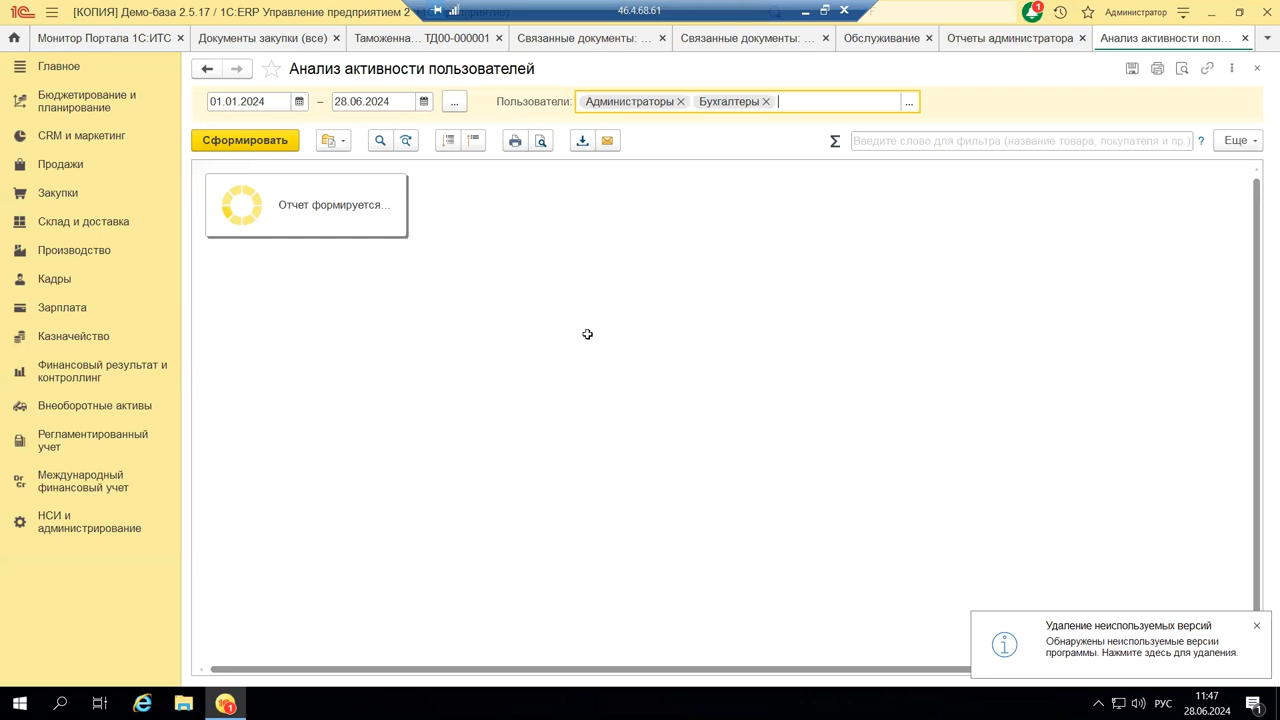 [КОПИЯ] Демо-база 2.5.17 / 1С:ERP Управление предприятием 2
46.4.68.61
1
Администратор
Монитор Портала 1С:ИТС
Документы закупки (все)
Таможенна... ТД00-000001
Связанные документы: ...
Связанные документы: ...
Обслуживание
Отчеты администратора
Анализ активности пол...
Анализ активности пользователей
01.01.2024
–
28.06.2024
...
Пользователи:
Администраторы
Бухгалтеры
...
Сформировать
Σ
Введите слово для фильтра (название товара, покупателя и пр.)
?
Еще
Отчет формируется...
Главное
Бюджетирование и
планирование
CRM и маркетинг
Продажи
Закупки
Склад и доставка
Производство
Кадры
Зарплата
Казначейство
Финансовый результат и
контроллинг
Внеоборотные активы
Регламентированный
учет
Международный
финансовый учет
НСИ и
администрирование
Удаление неиспользуемых версий
Обнаружены неиспользуемые версии
программы. Нажмите здесь для удаления.
РУС
11:47
28.06.2024
1
1